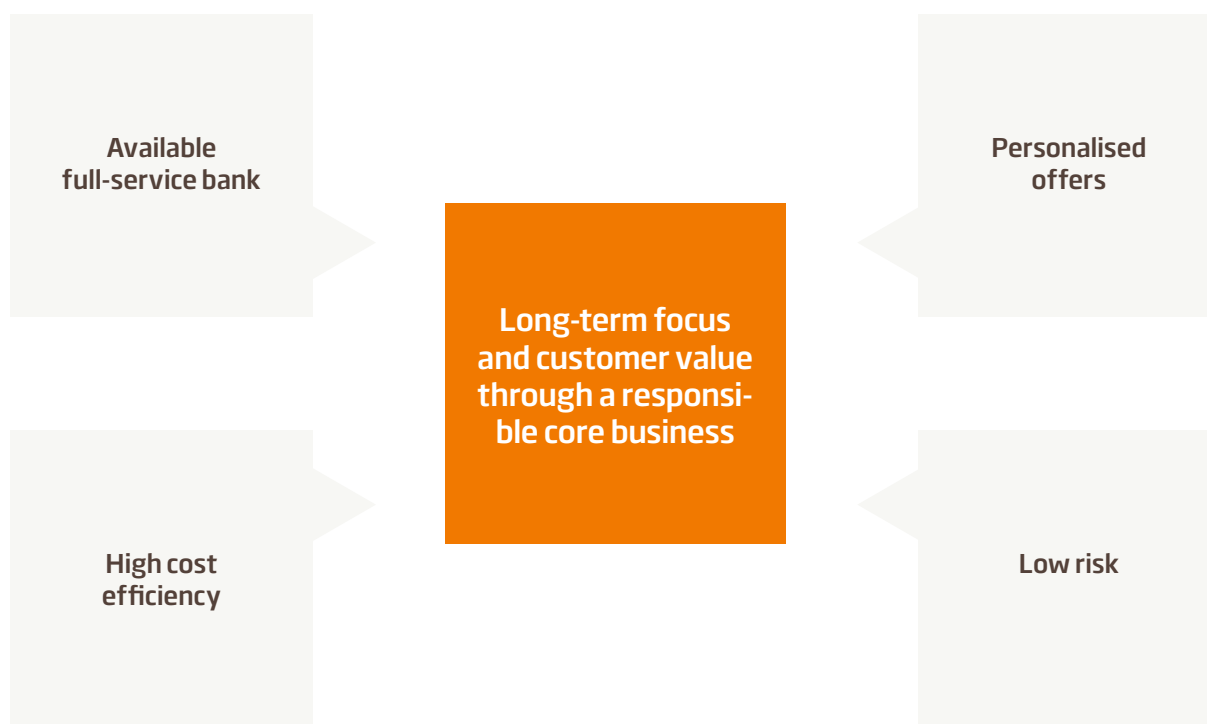 Available
full-service bank
Personalised
offers
Long-term focus
and customer value
through a responsi-
ble core business
High cost
efficiency
Low risk